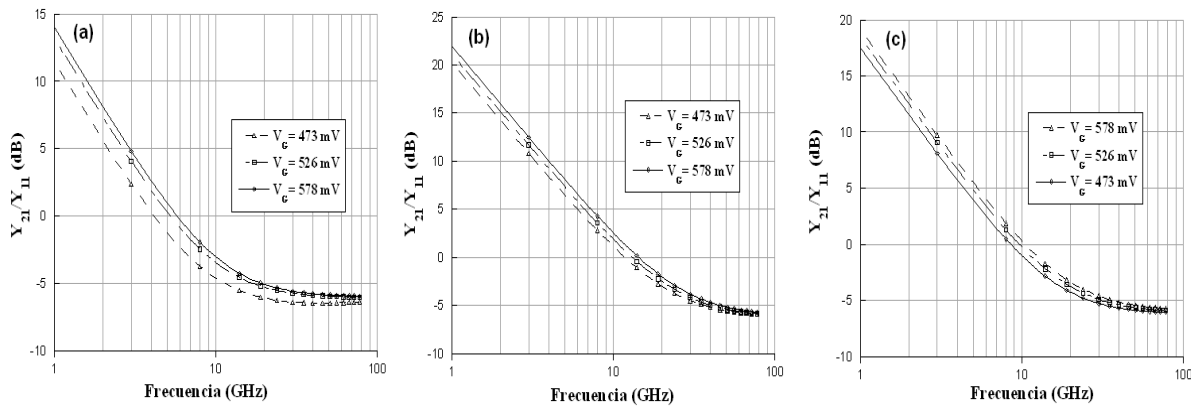 (a)
Y21/Y11 (dB)
15
10
5
0
-5
-10
1
10
100
Frecuencia (GHz)
VG= 473 mV
VG= 526 mV
VG= 578 mV
(b)
Y21/Y11 (dB)
25
20
15
10
5
0
-5
-10
1
10
100
Frecuencia (GHz)
VG= 473 mV
VG= 526 mV
VG= 578 mV
(c)
Y21/Y11 (dB)
20
15
10
5
0
-5
-10
1
10
100
Frecuencia (GHz)
VG= 578 mV
VG= 526 mV
VG= 473 mV